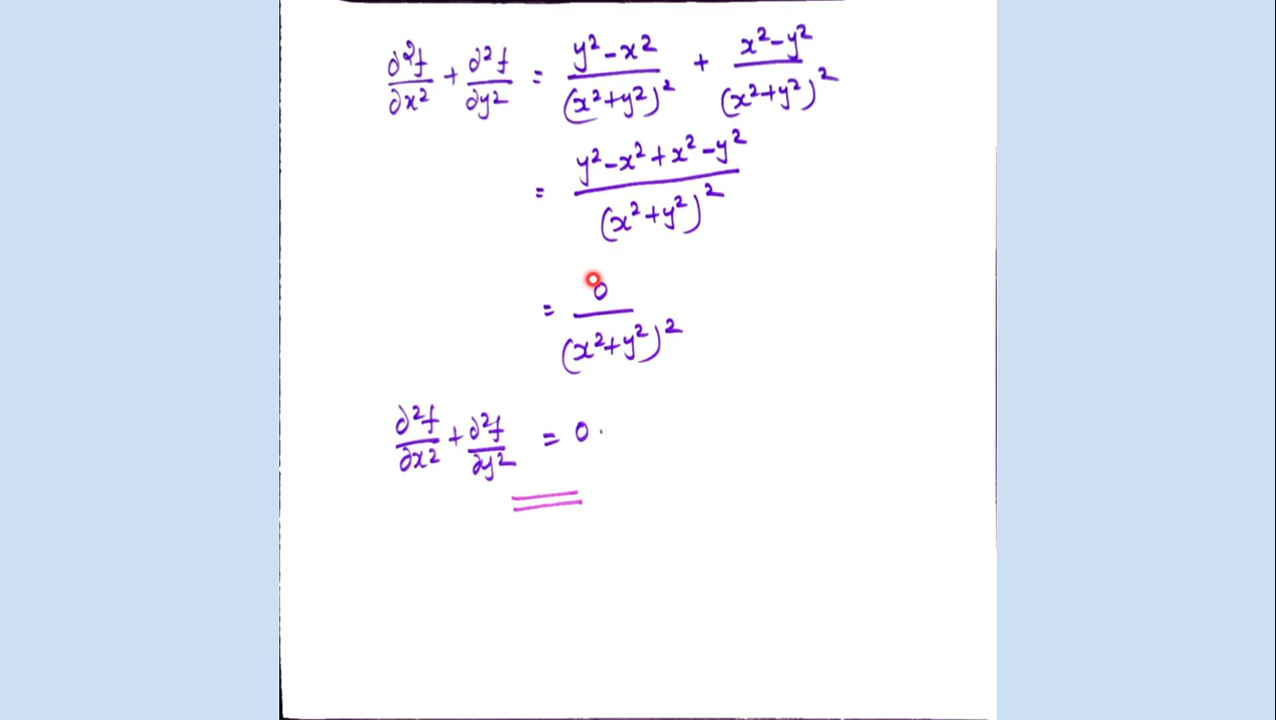 ∂²f/∂x² + ∂²f/∂y² = (y²-x²)/(x²+y²)² + (x²-y²)/(x²+y²)²
= (y²-x²+x²-y²)/(x²+y²)²
= 0/(x²+y²)²
∂²f/∂x² + ∂²f/∂y² = 0.